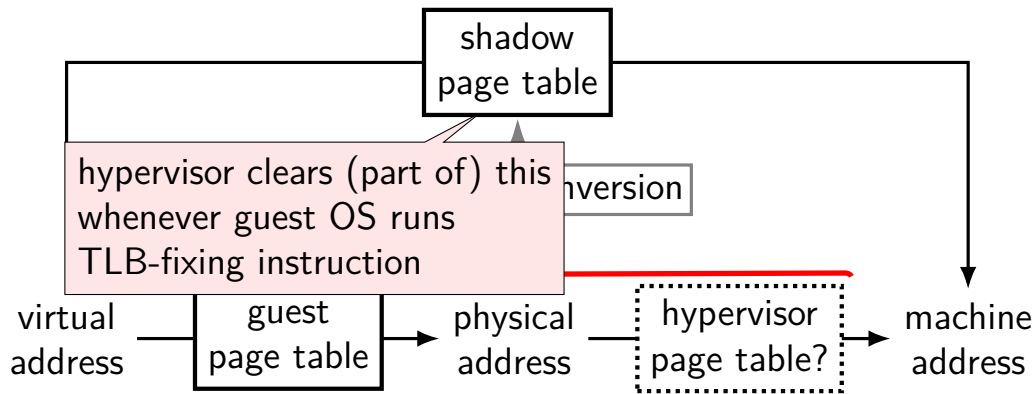 shadow
page table
hypervisor clears (part of) this
whenever guest OS runs
TLB-fixing instruction
nversion
virtual
address
guest
page table
physical
address
hypervisor
page table?
machine
address